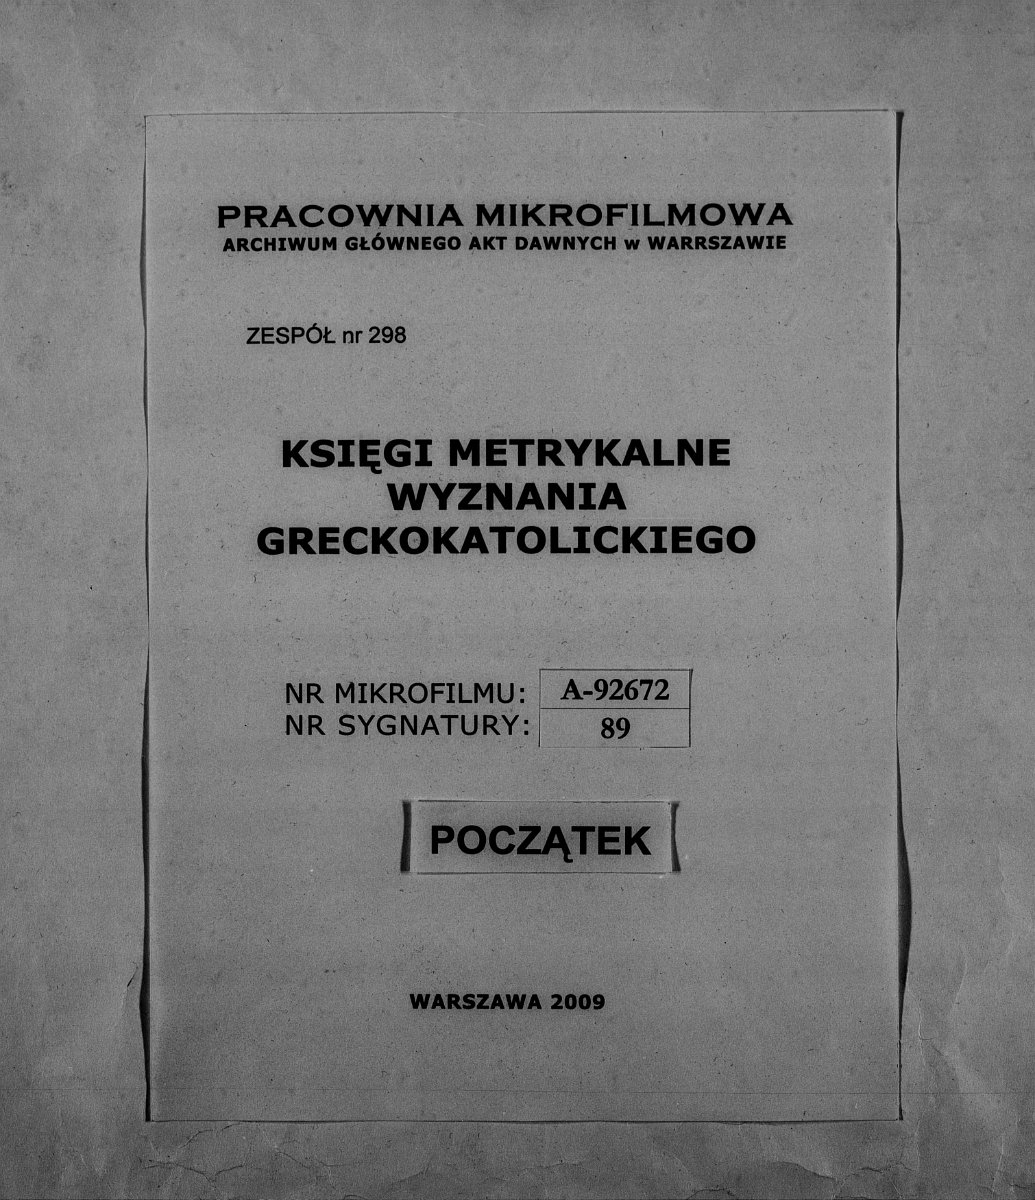 PRACOWNIA MIKROFILMOWA
ARCHIWUM GŁÓWNEGO AKT DAWNYCH w WARRSZAWIE
ZESPÓŁ nr 298
KSIĘGI METRYKALNE
WYZNANIA
GRECKOKATOLICKIEGO
NR MIKROFILMU: A-92672
NR SYGNATURY: 89
POCZĄTEK
WARSZAWA 2009